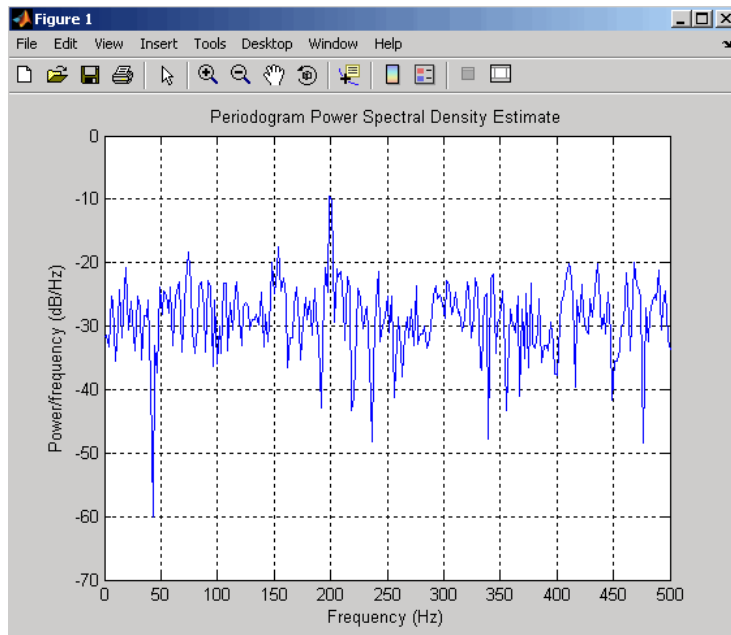 Figure 1
File Edit View Insert Tools Desktop Window Help
Periodogram Power Spectral Density Estimate
0
-10
-20
-30
-40
-50
-60
-70
Power/frequency (dB/Hz)
0 50 100 150 200 250 300 350 400 450 500
Frequency (Hz)